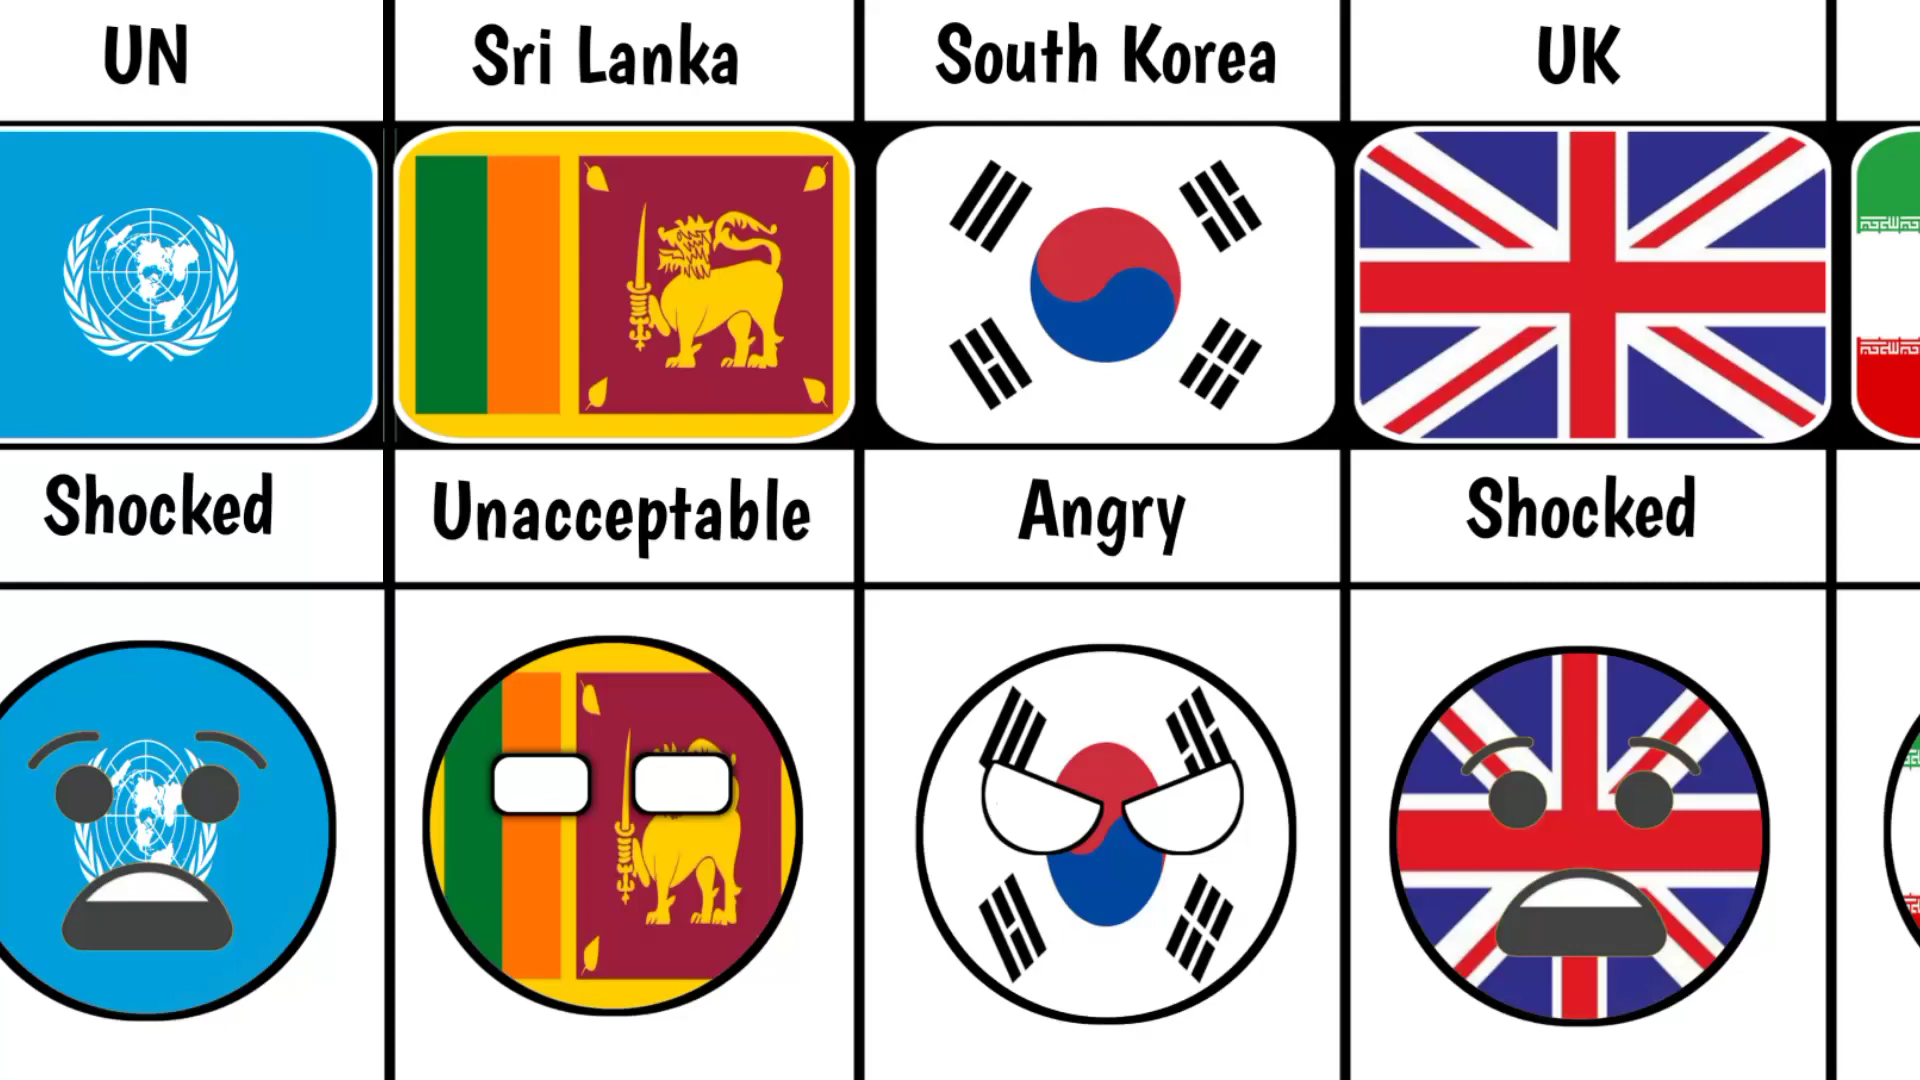 UN
Sri Lanka
South Korea
UK
Shocked
Unacceptable
Angry
Shocked